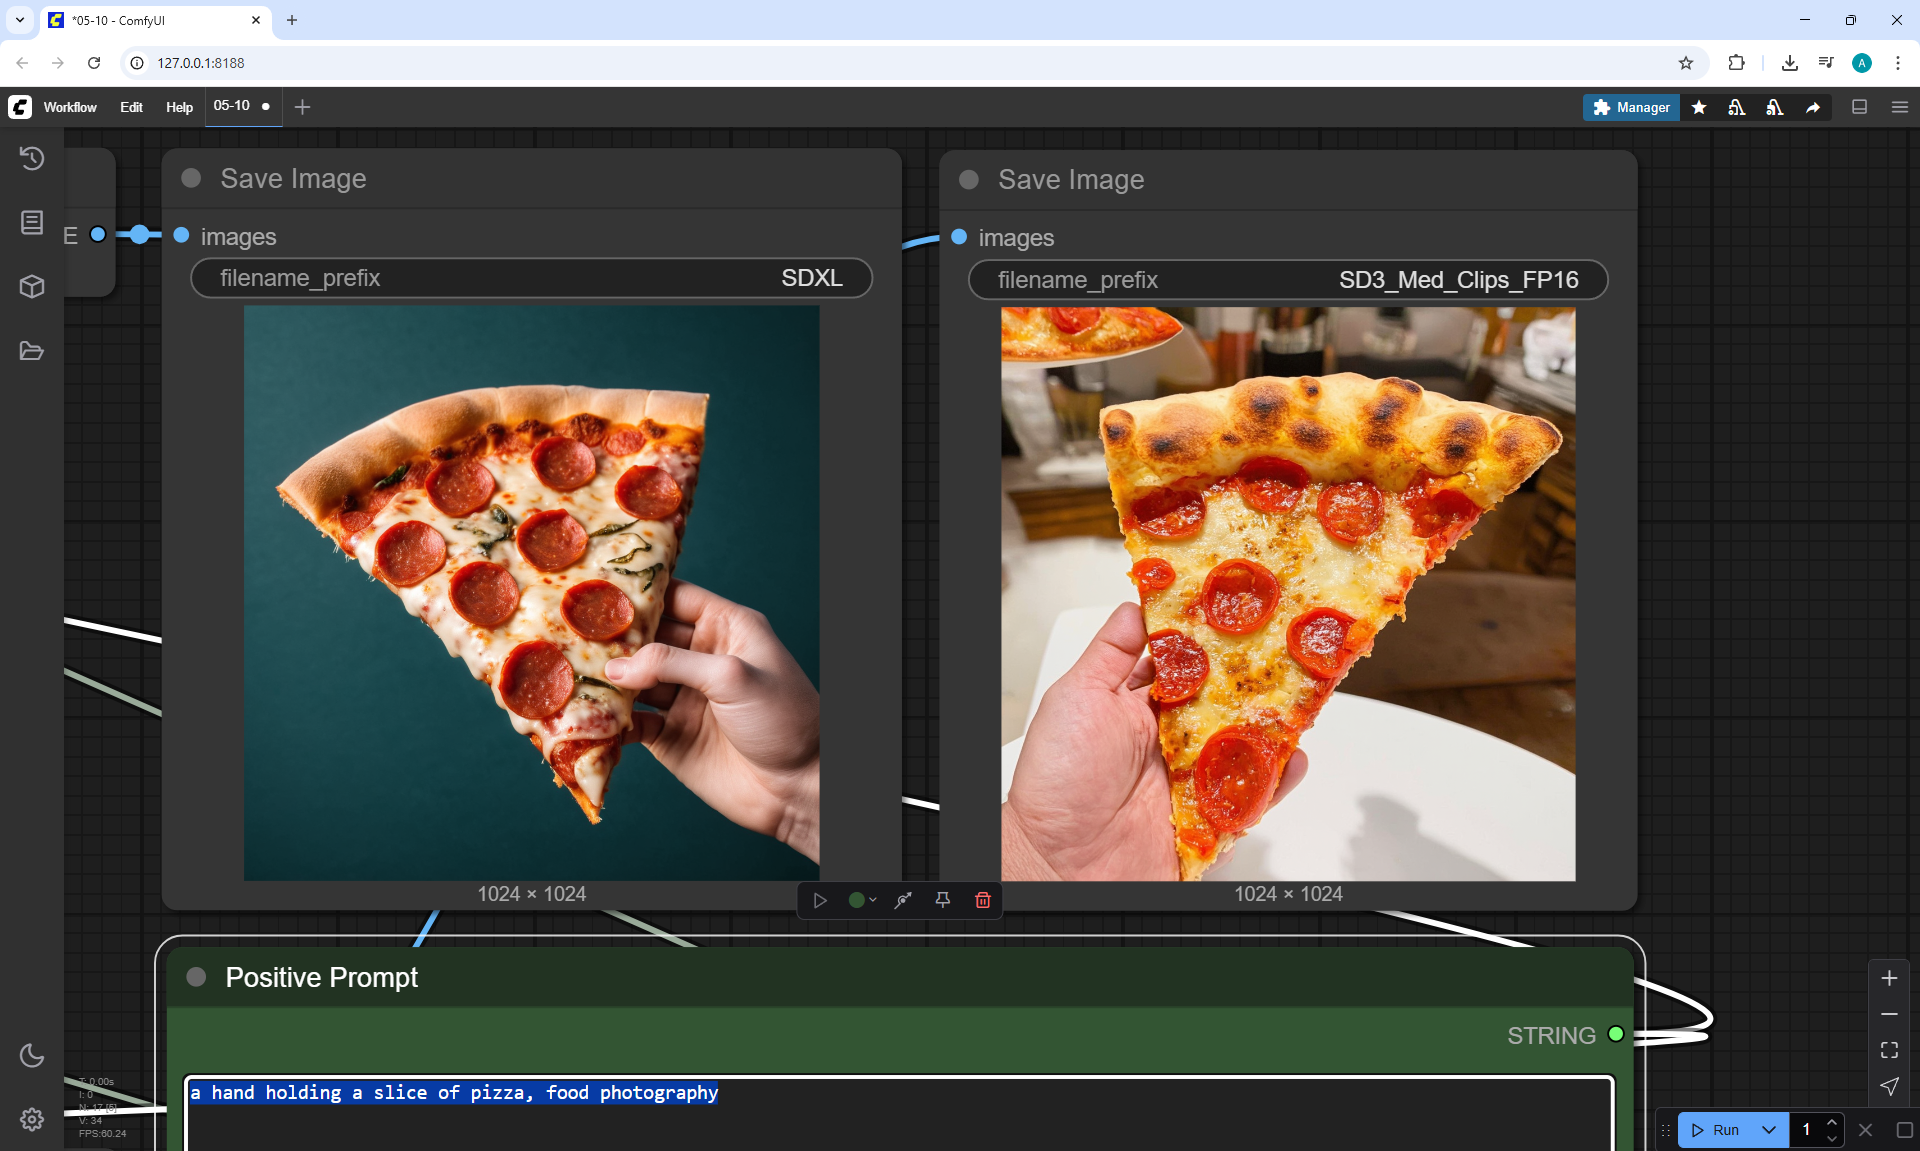 *05-10 - ComfyUI
127.0.0.1:8188
Workflow Edit Help 05-10
Manager
Save Image
Save Image
E
images
images
filename_prefix SDXL
filename_prefix SD3_Med_Clips_FP16
1024 × 1024
1024 × 1024
Positive Prompt
STRING
a hand holding a slice of pizza, food photography
T: 0.00s
I: 0
N: 17 [5]
V: 34
FPS:60.24
Run 1
A